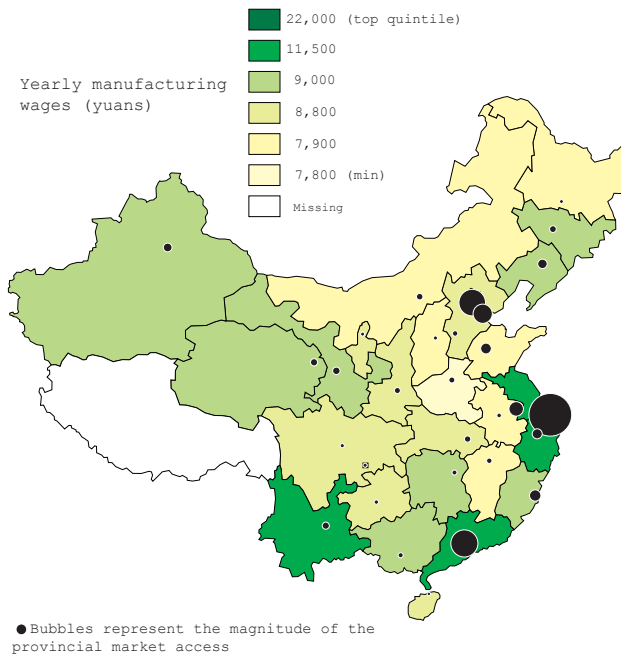 22,000 (top quintile)
11,500
Yearly manufacturing
wages (yuans)
9,000
8,800
7,900
7,800 (min)
Missing
Bubbles represent the magnitude of the
provincial market access